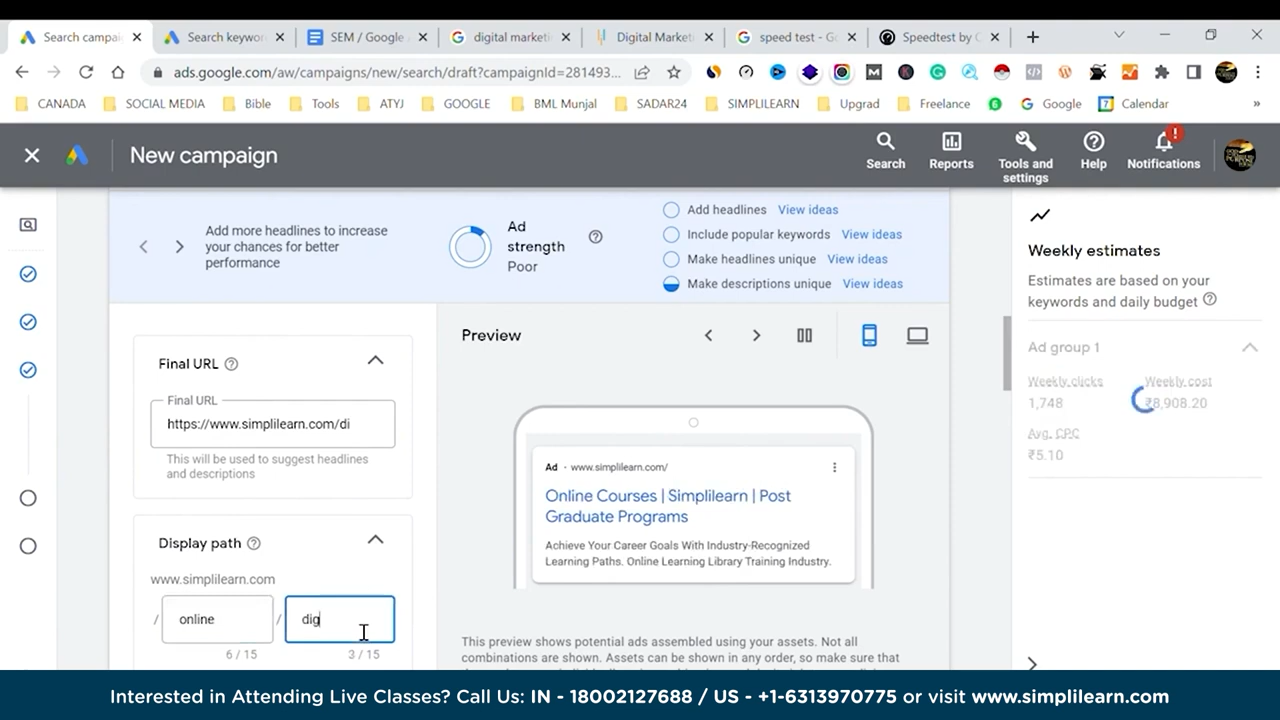 Search campai
Search keywor
SEM / Google
digital marketi
Digital Market
speed test - Go
Speedtest by O
ads.google.com/aw/campaigns/new/search/draft?campaignId=281493...
CANADA
SOCIAL MEDIA
Bible
Tools
ATYJ
GOOGLE
BML Munjal
SADAR24
SIMPLILEARN
Upgrad
Freelance
Google
Calendar
»
New campaign
Search
Reports
Tools and
settings
Help
Notifications
Add more headlines to increase
your chances for better
performance
Ad
strength
Poor
Add headlines View ideas
Include popular keywords View ideas
Make headlines unique View ideas
Make descriptions unique View ideas
Final URL
Final URL
https://www.simplilearn.com/di
This will be used to suggest headlines
and descriptions
Display path
www.simplilearn.com
/ online / dig
6 / 15 3 / 15
Preview
Ad · www.simplilearn.com/
Online Courses | Simplilearn | Post
Graduate Programs
Achieve Your Career Goals With Industry-Recognized
Learning Paths. Online Learning Library Training Industry.
This preview shows potential ads assembled using your assets. Not all
combinations are shown. Assets can be shown in any order, so make sure that
Weekly estimates
Estimates are based on your
keywords and daily budget
Ad group 1
Weekly clicks Weekly cost
1,748 ₹8,908.20
Avg. CPC
₹5.10
Interested in Attending Live Classes? Call Us: IN - 18002127688 / US - +1-6313970775 or visit www.simplilearn.com